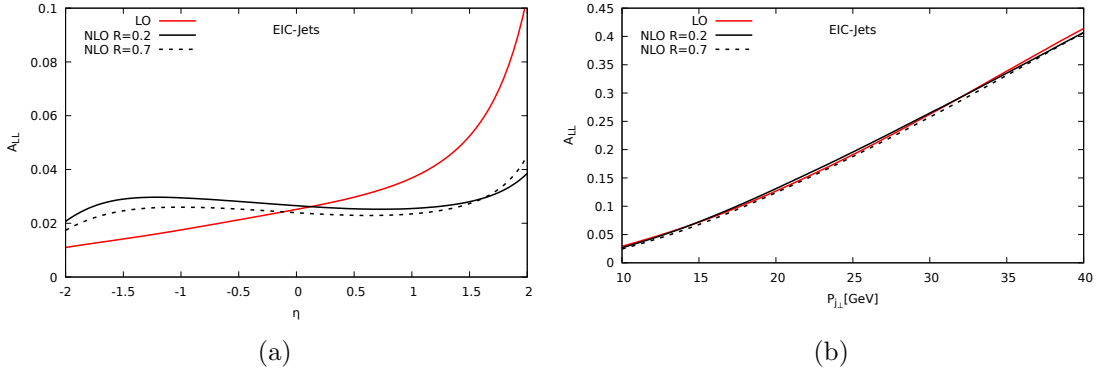 0.1
0.08
0.06
0.04
0.02
0
A_LL
LO
NLO R=0.2
NLO R=0.7
EIC-Jets
-2 -1.5 -1 -0.5 0 0.5 1 1.5 2
η
(a)
0.45
0.4
0.35
0.3
0.25
0.2
0.15
0.1
0.05
0
A_LL
LO
NLO R=0.2
NLO R=0.7
EIC-Jets
10 15 20 25 30 35 40
P_j⊥[GeV]
(b)